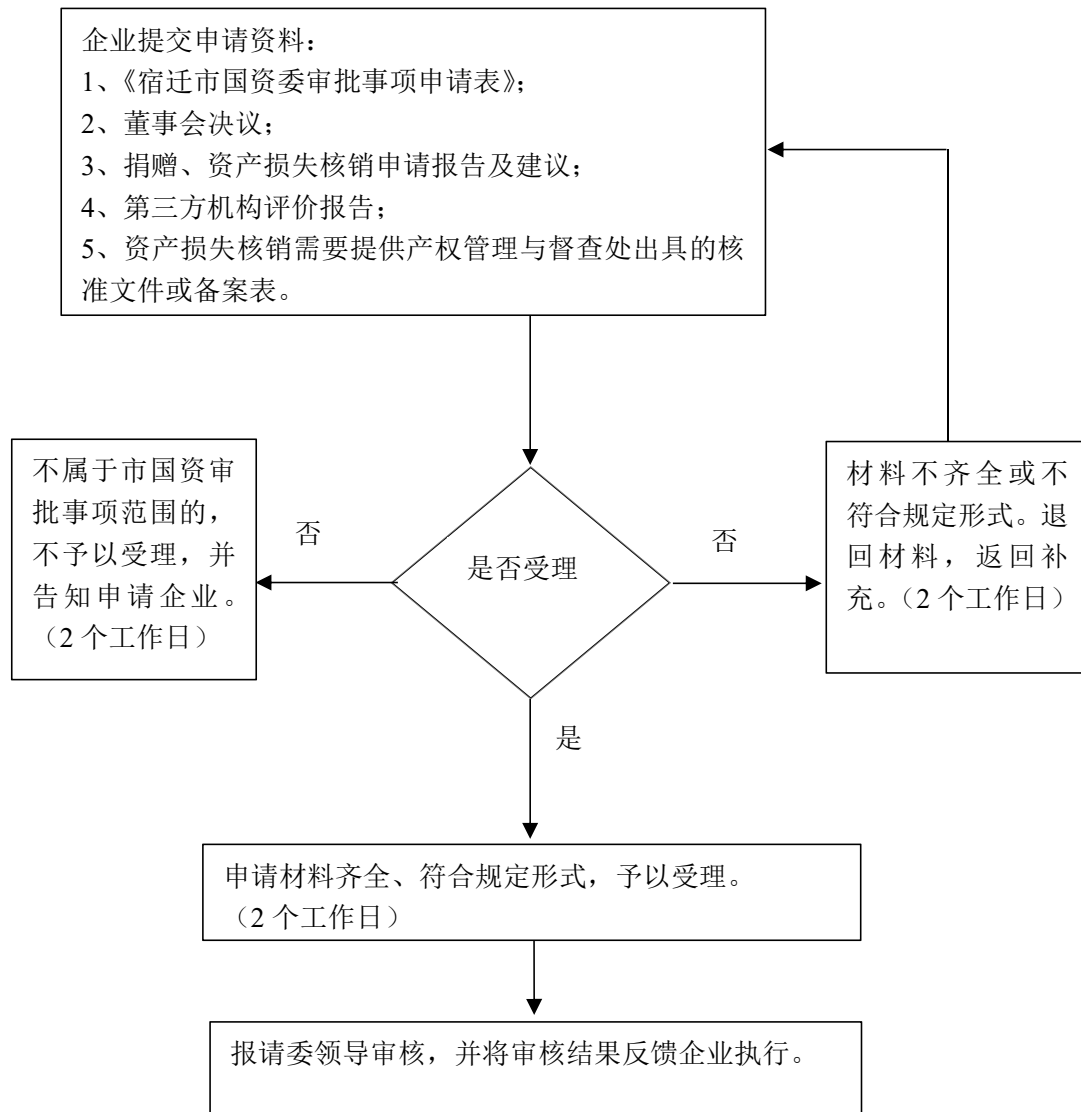 企业提交申请资料：
1、《宿迁市国资委审批事项申请表》；
2、董事会决议；
3、捐赠、资产损失核销申请报告及建议；
4、第三方机构评价报告；
5、资产损失核销需要提供产权管理与督查处出具的核
准文件或备案表。
不属于市国资审
批事项范围的，
不予以受理，并
告知申请企业。
（2 个工作日）
否
是否受理
否
材料不齐全或不
符合规定形式。退
回材料，返回补
充。（2 个工作日）
是
申请材料齐全、符合规定形式，予以受理。
（2 个工作日）
报请委领导审核，并将审核结果反馈企业执行。